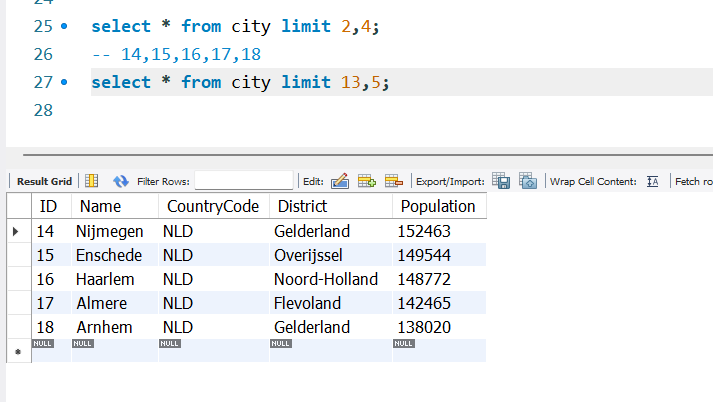 25 select * from city limit 2,4;
26 -- 14,15,16,17,18
27 select * from city limit 13,5;
28
Result Grid Filter Rows: Edit: Export/Import: Wrap Cell Content: IA Fetch ro
ID Name CountryCode District Population
14 Nijmegen NLD Gelderland 152463
15 Enschede NLD Overijssel 149544
16 Haarlem NLD Noord-Holland 148772
17 Almere NLD Flevoland 142465
18 Arnhem NLD Gelderland 138020
NULL NULL NULL NULL NULL